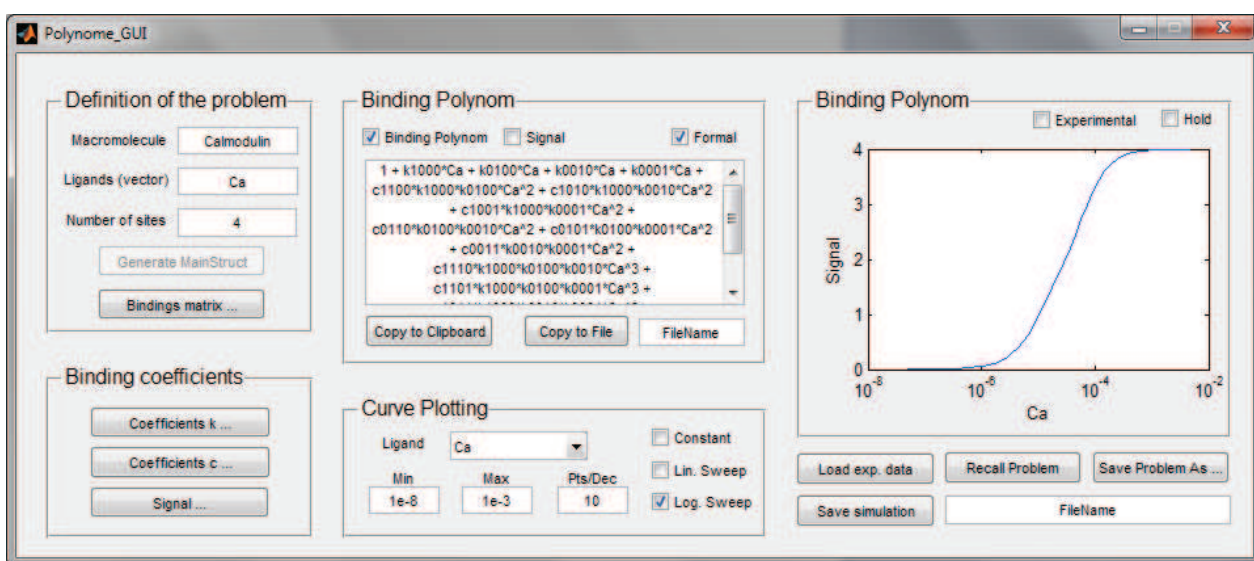 Polynome_GUI
Definition of the problem
Macromolecule Calmodulin
Ligands (vector) Ca
Number of sites 4
Generate MainStruct
Bindings matrix ...
Binding coefficients
Coefficients k ...
Coefficients c ...
Signal ...
Binding Polynom
Binding Polynom Signal Formal
1 + k1000*Ca + k0100*Ca + k0010*Ca + k0001*Ca +
c1100*k1000*k0100*Ca^2 + c1010*k1000*k0010*Ca^2
+ c1001*k1000*k0001*Ca^2 +
c0110*k0100*k0010*Ca^2 + c0101*k0100*k0001*Ca^2
+ c0011*k0010*k0001*Ca^2 +
c1110*k1000*k0100*k0010*Ca^3 +
c1101*k1000*k0100*k0001*Ca^3 +
Copy to Clipboard Copy to File FileName
Curve Plotting
Ligand Ca
Min Max Pts/Dec
1e-8 1e-3 10
Constant
Lin. Sweep
Log. Sweep
Binding Polynom
Experimental Hold
4
3
2
1
0
Signal
10^-8 10^-6 10^-4 10^-2
Ca
Load exp. data Recall Problem Save Problem As ...
Save simulation FileName